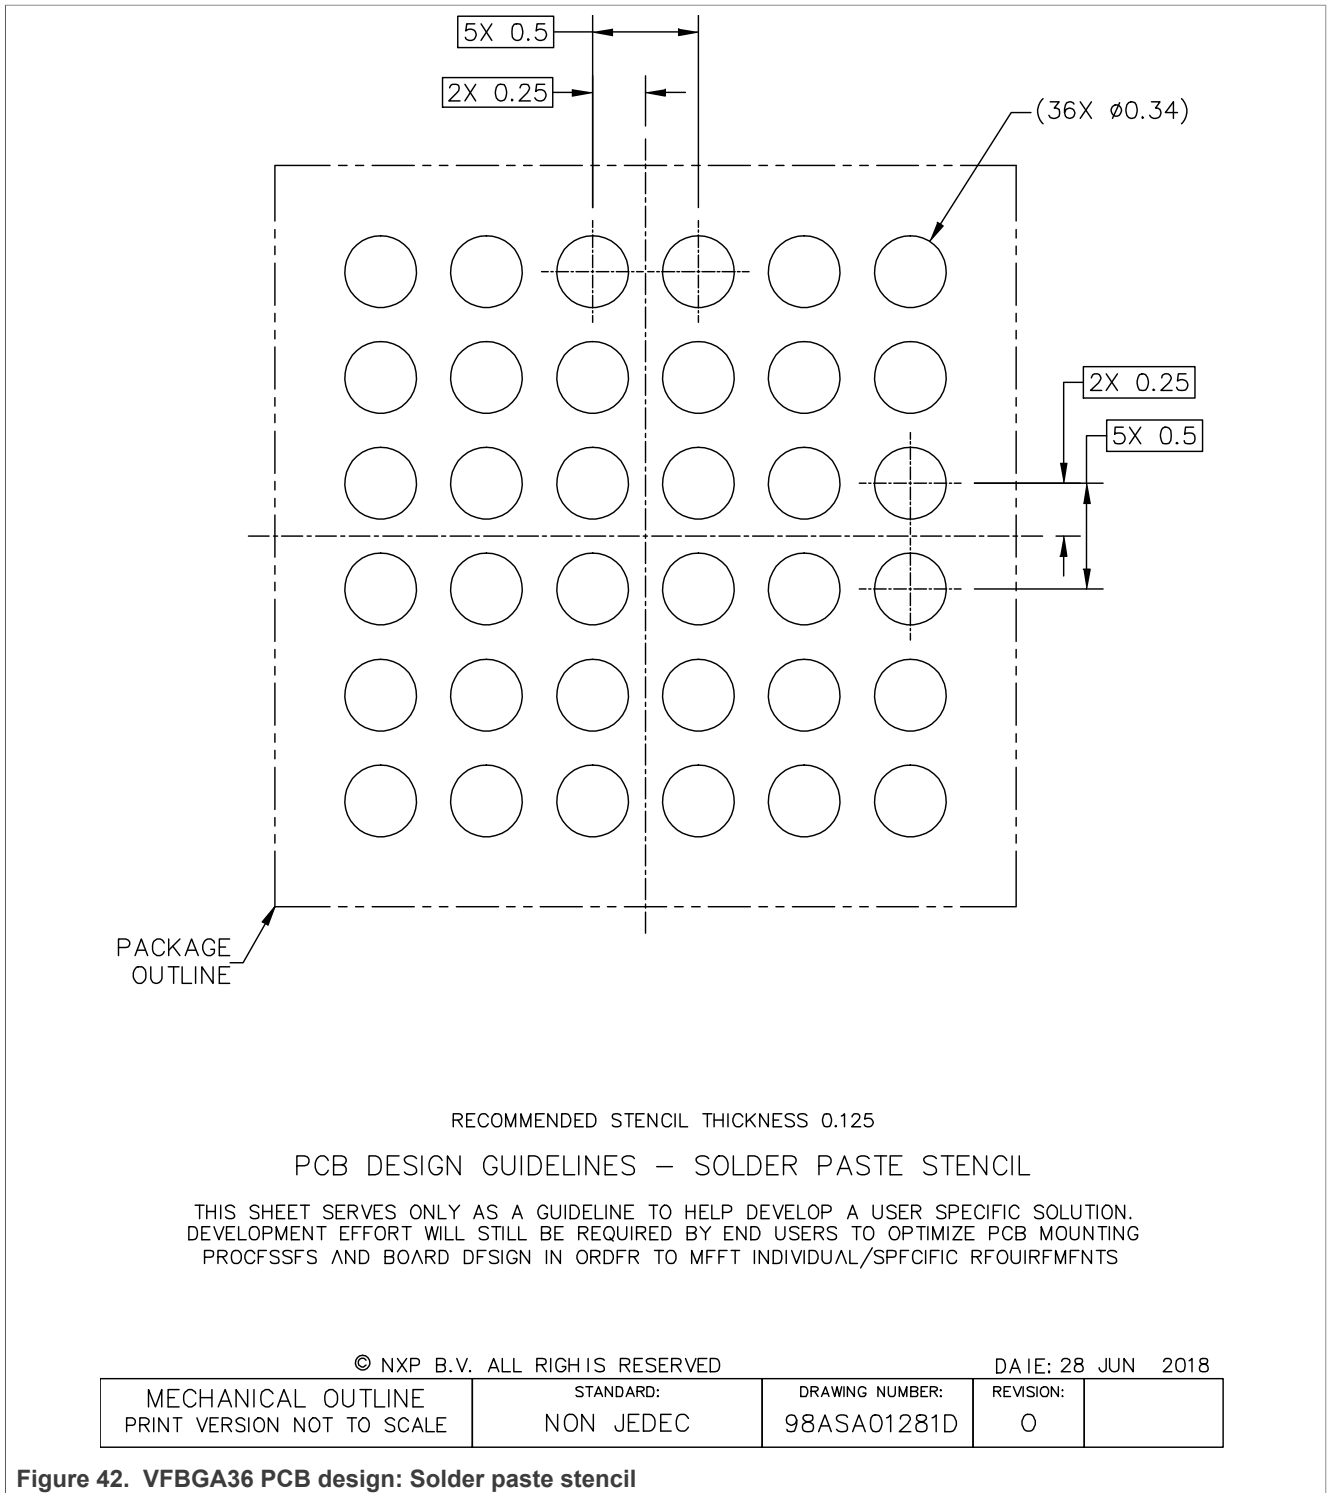 5X 0.5
2X 0.25
(36X ø0.34)
2X 0.25
5X 0.5
PACKAGE
OUTLINE
RECOMMENDED STENCIL THICKNESS 0.125
PCB DESIGN GUIDELINES – SOLDER PASTE STENCIL
THIS SHEET SERVES ONLY AS A GUIDELINE TO HELP DEVELOP A USER SPECIFIC SOLUTION.
DEVELOPMENT EFFORT WILL STILL BE REQUIRED BY END USERS TO OPTIMIZE PCB MOUNTING
PROCFSSFS AND BOARD DFSIGN IN ORDFR TO MFFT INDIVIDUAL/SPFCIFIC RFOUIRFMFNTS
© NXP B.V. ALL RIGHIS RESERVED
DAIE: 28 JUN 2018
MECHANICAL OUTLINE
PRINT VERSION NOT TO SCALE
STANDARD:
NON JEDEC
DRAWING NUMBER:
98ASA01281D
REVISION:
O
Figure 42. VFBGA36 PCB design: Solder paste stencil